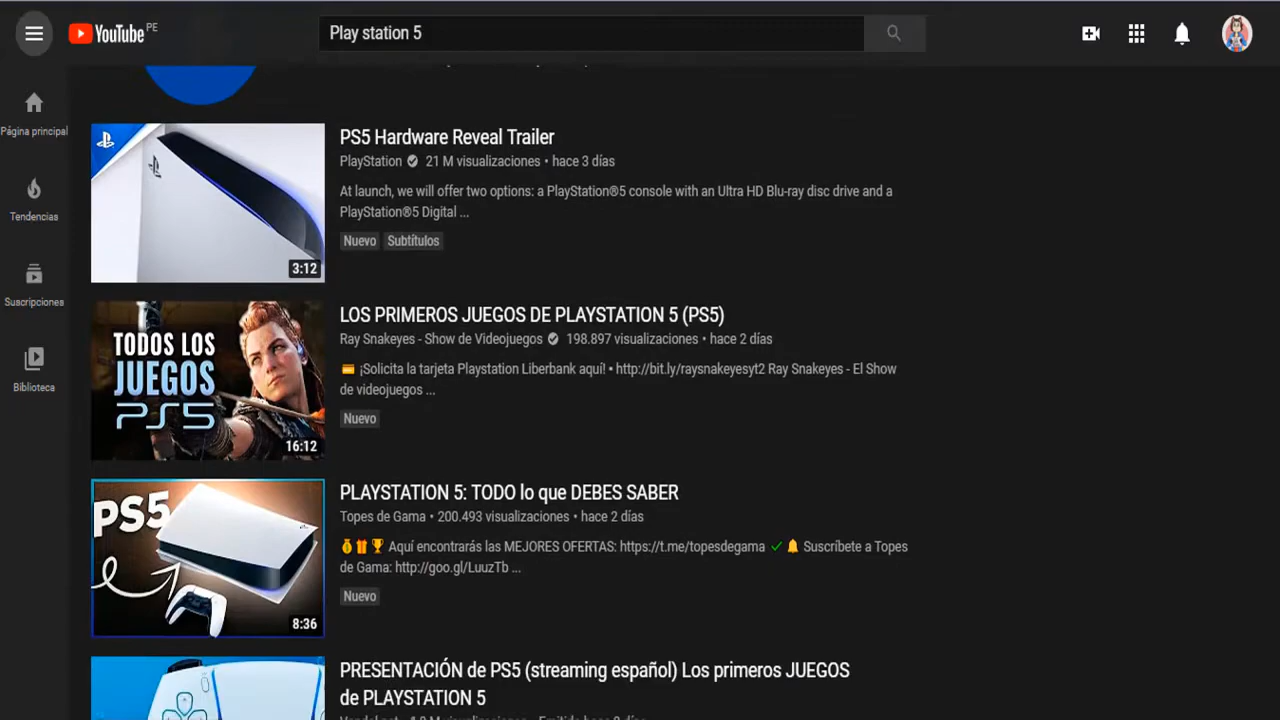 YouTube PE
Play station 5
Página principal
Tendencias
Suscripciones
Biblioteca
PS5 Hardware Reveal Trailer
PlayStation 21 M visualizaciones • hace 3 días
At launch, we will offer two options: a PlayStation®5 console with an Ultra HD Blu-ray disc drive and a
PlayStation®5 Digital ...
Nuevo Subtítulos
3:12
TODOS LOS
JUEGOS
PS5
16:12
LOS PRIMEROS JUEGOS DE PLAYSTATION 5 (PS5)
Ray Snakeyes - Show de Videojuegos 198.897 visualizaciones • hace 2 días
¡Solicita la tarjeta Playstation Liberbank aquí! • http://bit.ly/raysnakeyesyt2 Ray Snakeyes - El Show
de videojuegos ...
Nuevo
PS5
8:36
PLAYSTATION 5: TODO lo que DEBES SABER
Topes de Gama • 200.493 visualizaciones • hace 2 días
Aquí encontrarás las MEJORES OFERTAS: https://t.me/topesdegama ✓ Suscríbete a Topes
de Gama: http://goo.gl/LuuzTb ...
Nuevo
PRESENTACIÓN de PS5 (streaming español) Los primeros JUEGOS
de PLAYSTATION 5